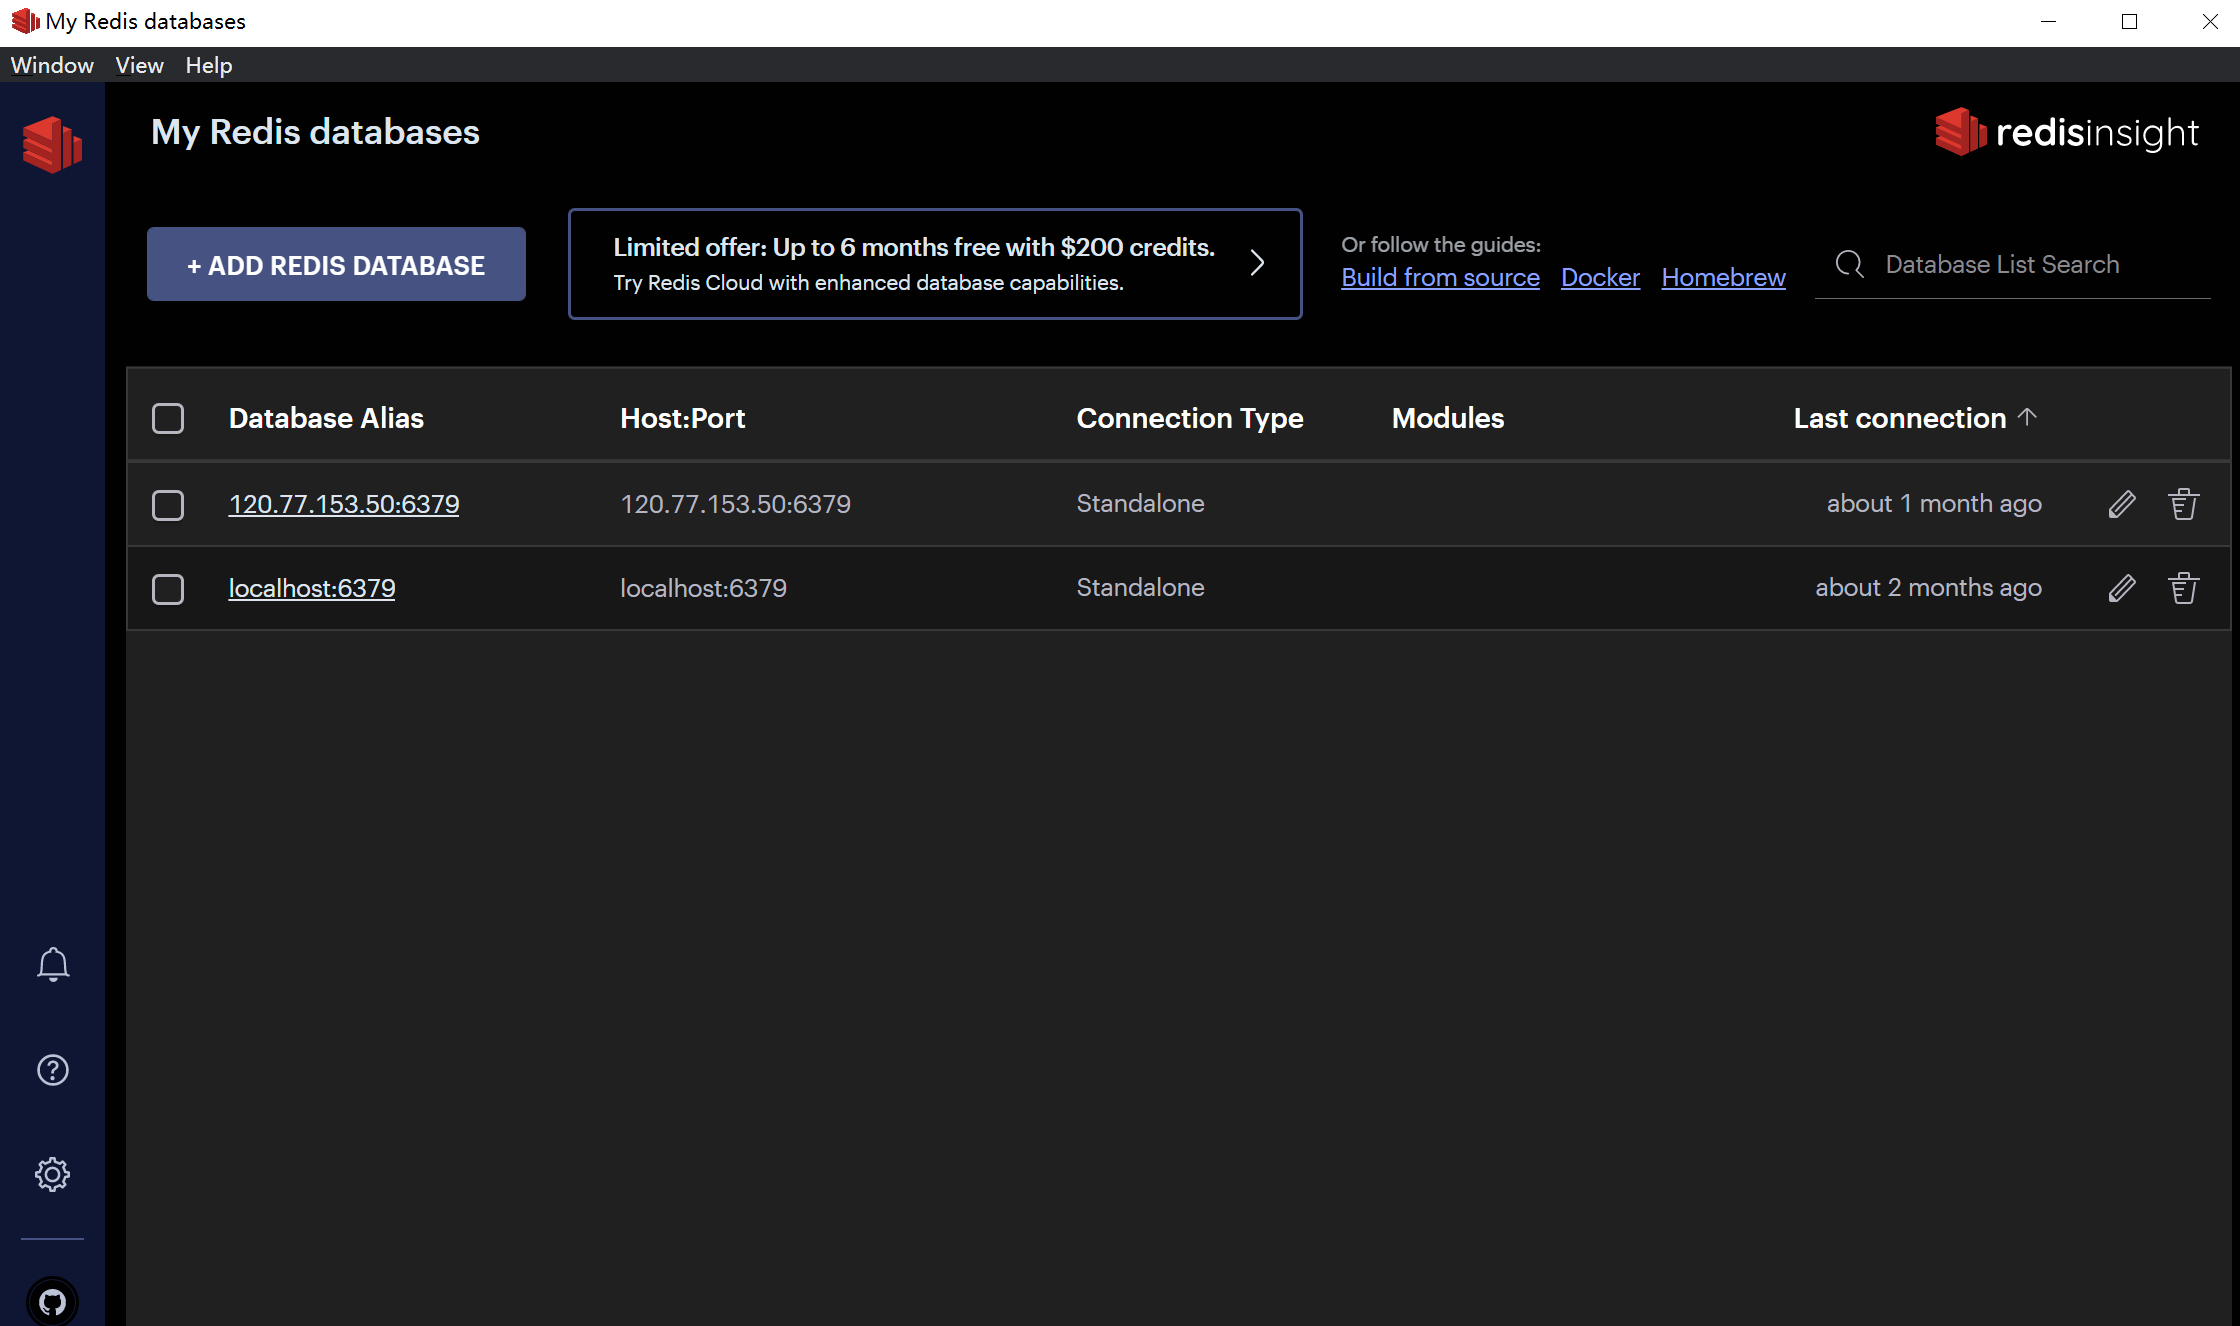 My Redis databases
Window View Help
My Redis databases
redisinsight
+ ADD REDIS DATABASE
Limited offer: Up to 6 months free with $200 credits.
Try Redis Cloud with enhanced database capabilities.
Or follow the guides:
Build from source Docker Homebrew
Database List Search
Database Alias Host:Port Connection Type Modules Last connection
120.77.153.50:6379 120.77.153.50:6379 Standalone about 1 month ago
localhost:6379 localhost:6379 Standalone about 2 months ago